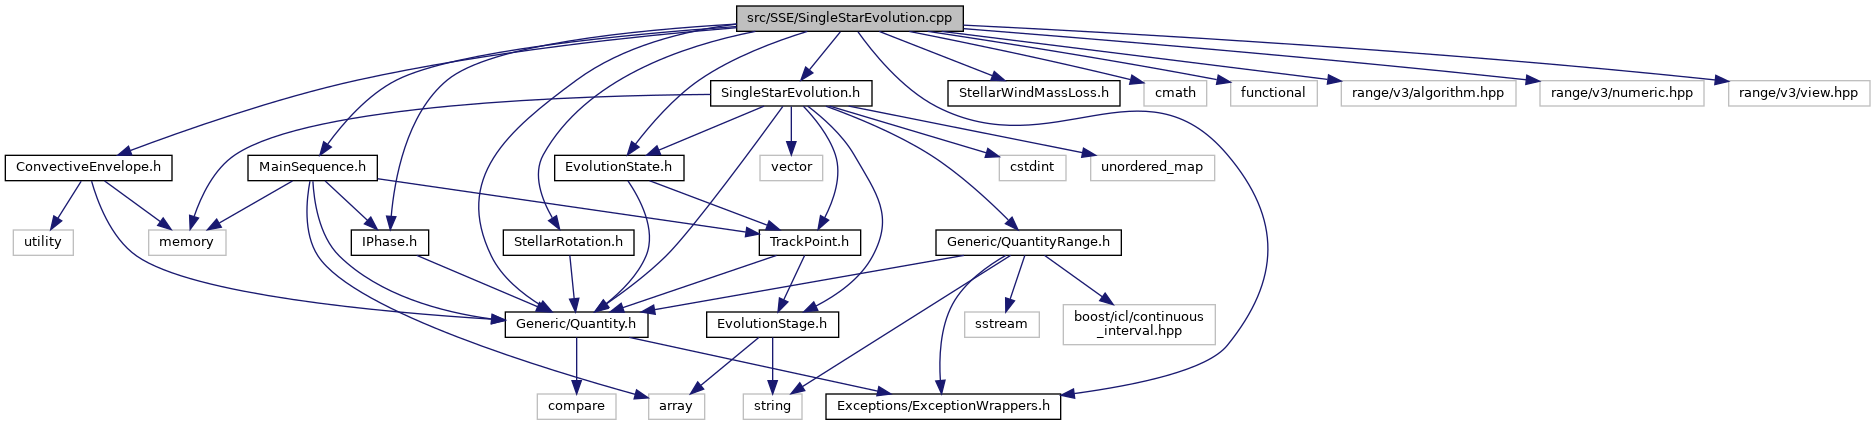 src/SSE/SingleStarEvolution.cpp
SingleStarEvolution.h
StellarWindMassLoss.h
cmath
functional
range/v3/algorithm.hpp
range/v3/numeric.hpp
range/v3/view.hpp
ConvectiveEnvelope.h
MainSequence.h
EvolutionState.h
vector
cstdint
unordered_map
utility
memory
IPhase.h
StellarRotation.h
TrackPoint.h
Generic/QuantityRange.h
Generic/Quantity.h
EvolutionStage.h
sstream
boost/icl/continuous
_interval.hpp
compare
array
string
Exceptions/ExceptionWrappers.h